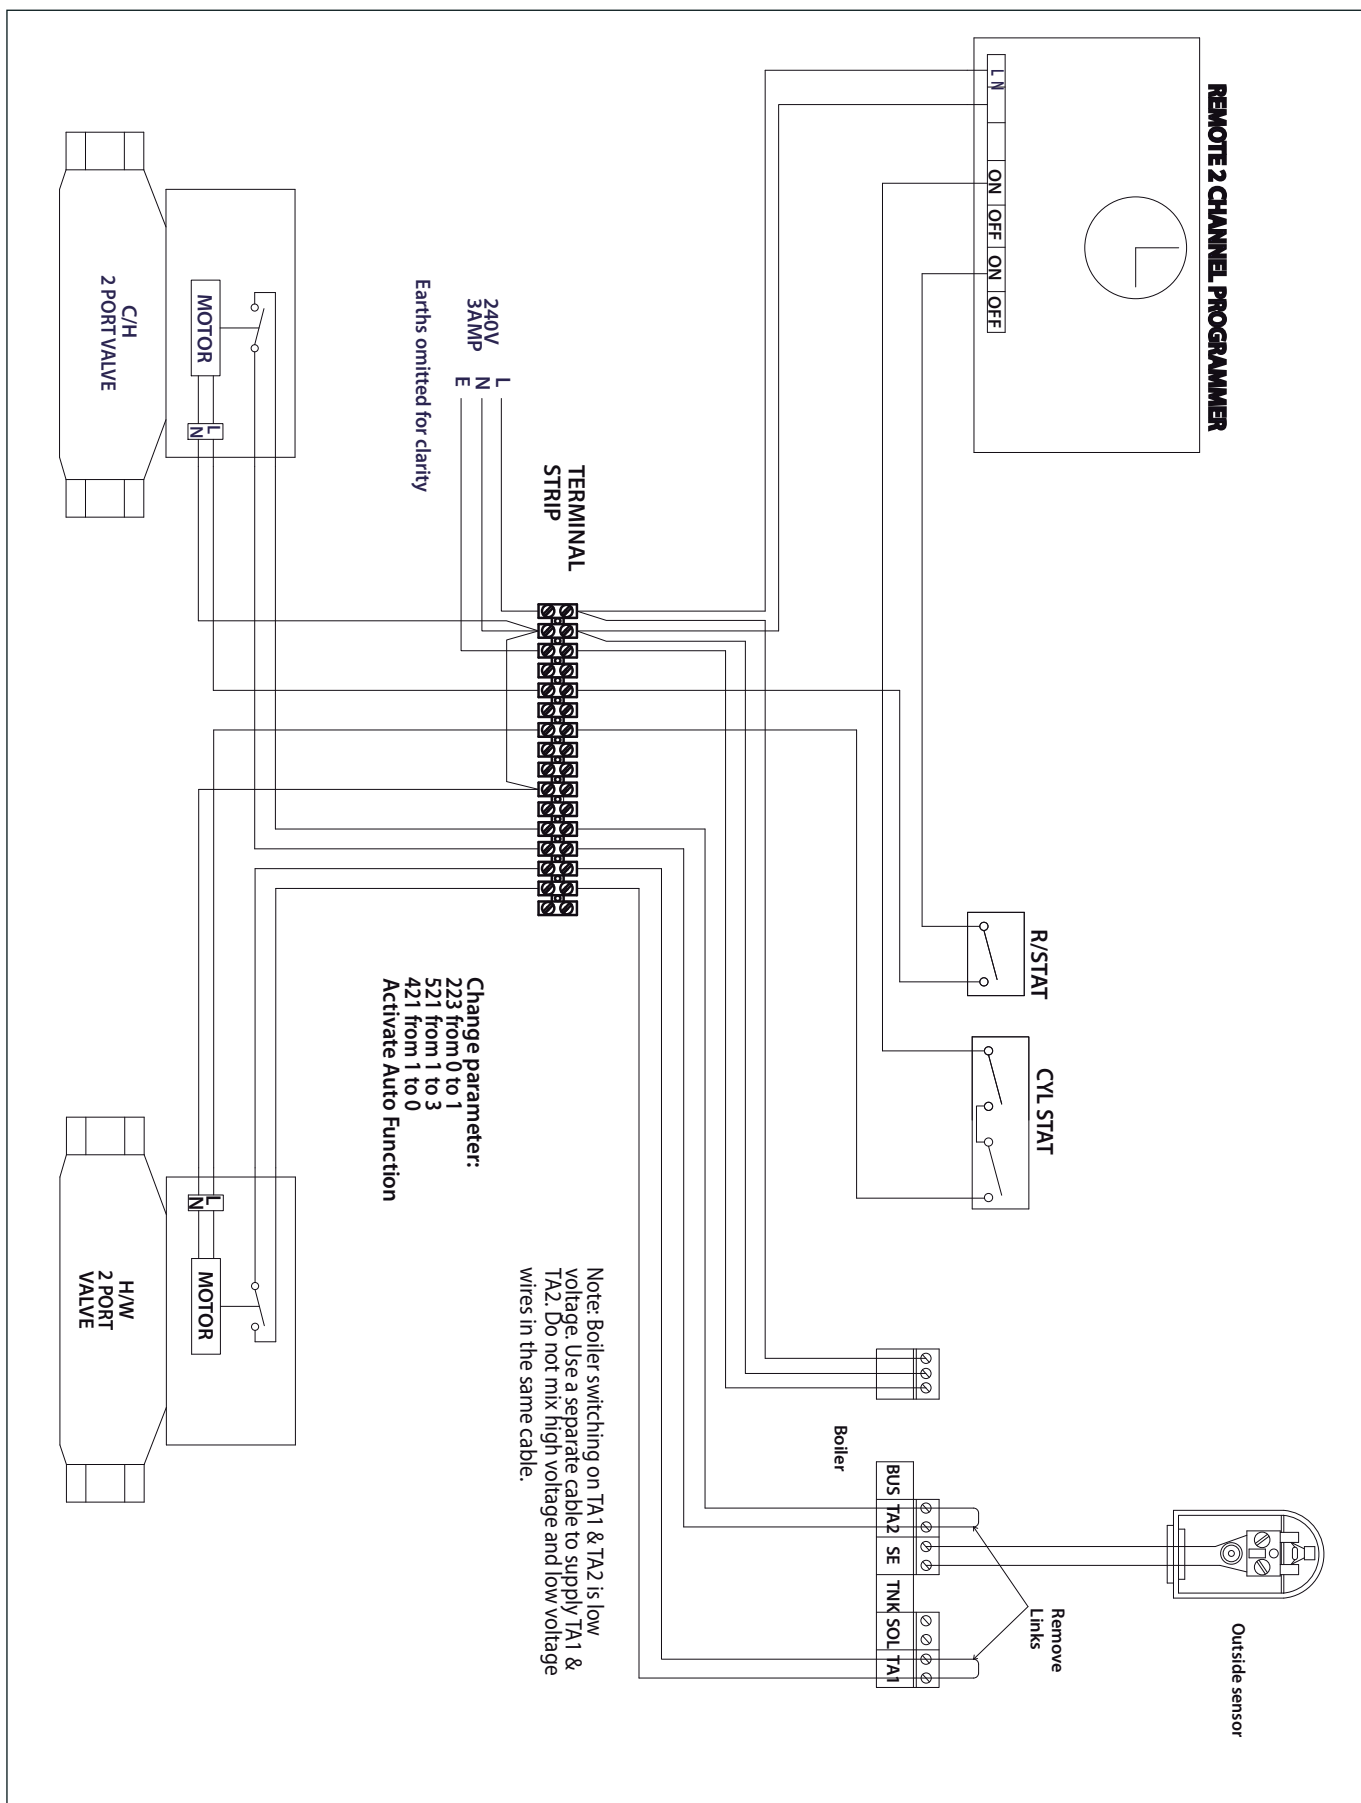 REMOTE 2 CHANNEL PROGRAMMER
L N
ON
OFF
ON
OFF
R/STAT
CYL STAT
Outside sensor
Remove
Links
Boiler
BUS
TA2
SE
TNK
SOL
TA1
TERMINAL
STRIP
240V
3AMP
L
N
E
Earths omitted for clarity
Note: Boiler switching on TA1 & TA2 is low
voltage. Use a separate cable to supply TA1 &
TA2. Do not mix high voltage and low voltage
wires in the same cable.
Change parameter:
223 from 0 to 1
521 from 1 to 3
421 from 1 to 0
Activate Auto Function
MOTOR
L
N
C/H
2 PORT VALVE
L
N
MOTOR
H/W
2 PORT
VALVE